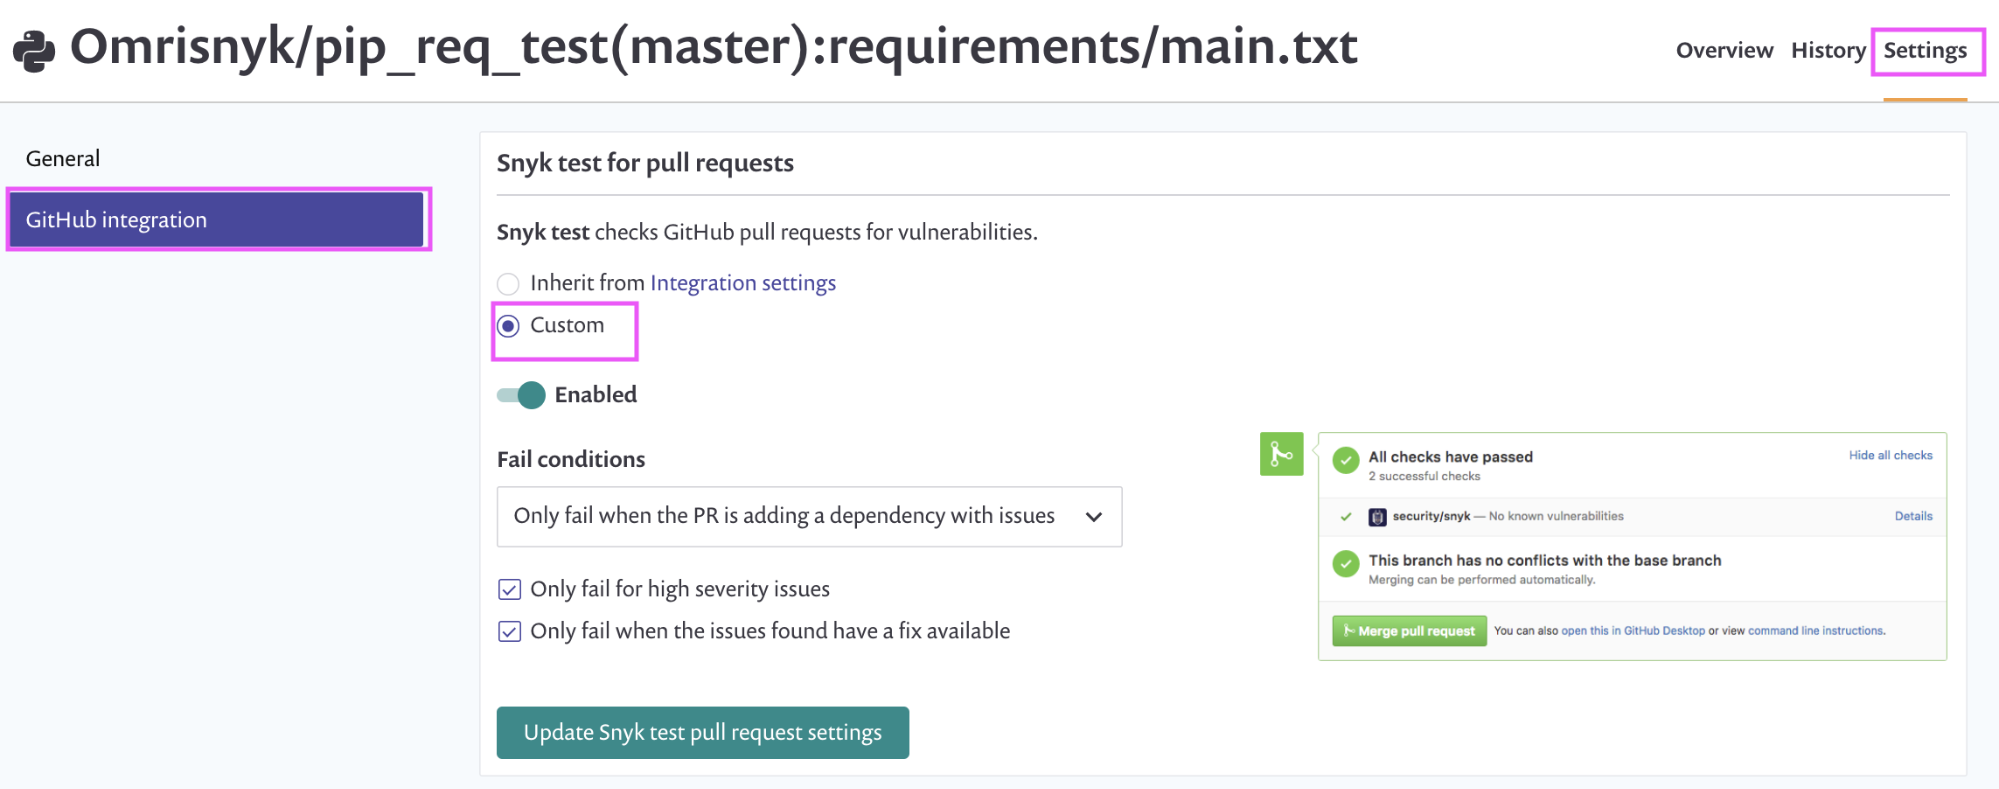 Omrisnyk/pip_req_test(master):requirements/main.txt
Overview History Settings
General
GitHub integration
Snyk test for pull requests
Snyk test checks GitHub pull requests for vulnerabilities.
Inherit from Integration settings
Custom
Enabled
Fail conditions
Only fail when the PR is adding a dependency with issues
Only fail for high severity issues
Only fail when the issues found have a fix available
Update Snyk test pull request settings
All checks have passed
Hide all checks
2 successful checks
security/snyk — No known vulnerabilities
Details
This branch has no conflicts with the base branch
Merging can be performed automatically.
Merge pull request You can also open this in GitHub Desktop or view command line instructions.